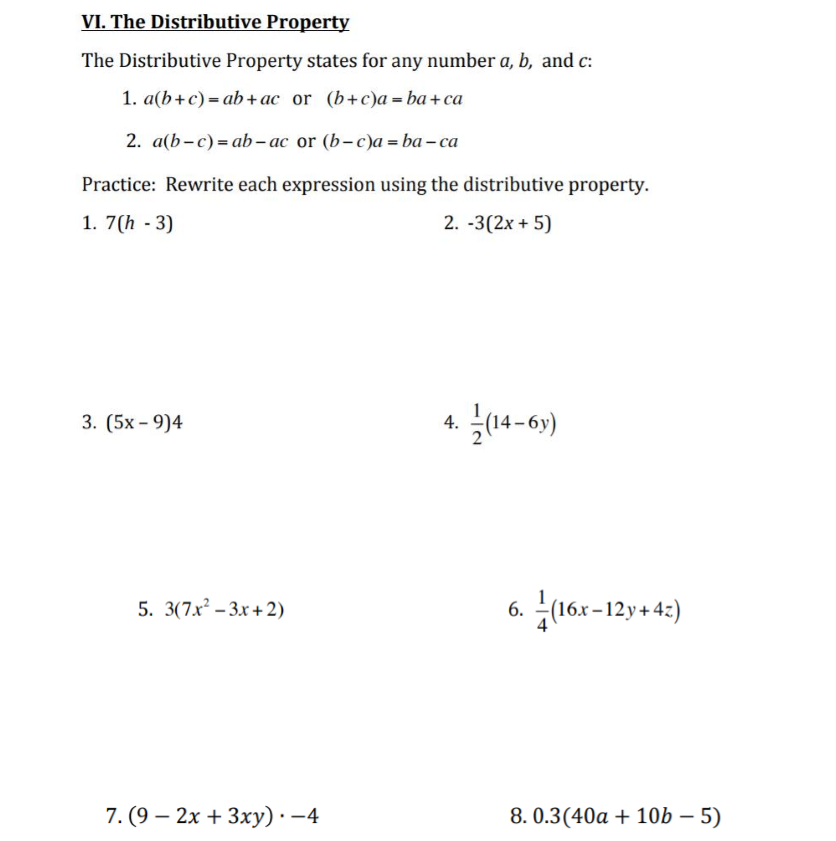 VI. The Distributive Property
The Distributive Property states for any number a, b, and c:
1. a(b+c)=ab+ac or (b+c)a=ba+ca
2. a(b−c)=ab−ac or (b−c)a=ba−ca
Practice: Rewrite each expression using the distributive property.
1. 7(h - 3)
2. -3(2x + 5)
3. (5x – 9)4
4. 1/2(14−6y)
5. 3(7x²−3x+2)
6. 1/4(16x−12y+4z)
7. (9 − 2x + 3xy) · −4
8. 0.3(40a + 10b − 5)